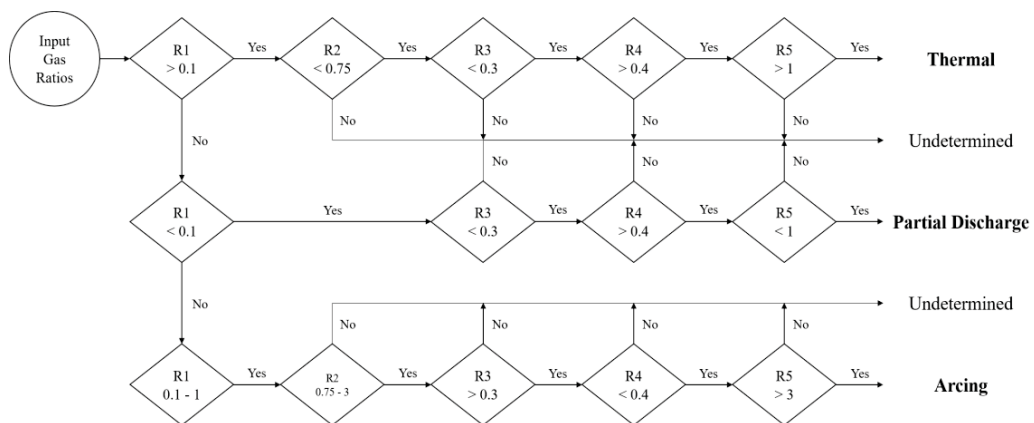 Input
Gas
Ratios
R1
> 0.1
Yes
R2
< 0.75
Yes
R3
< 0.3
Yes
R4
> 0.4
Yes
R5
> 1
Yes
Thermal
No
No
No
No
No
Undetermined
No
No
No
R1
< 0.1
Yes
R3
< 0.3
Yes
R4
> 0.4
Yes
R5
< 1
Yes
Partial Discharge
No
Undetermined
No
No
No
No
R1
0.1 - 1
Yes
R2
0.75 - 3
Yes
R3
> 0.3
Yes
R4
< 0.4
Yes
R5
> 3
Yes
Arcing